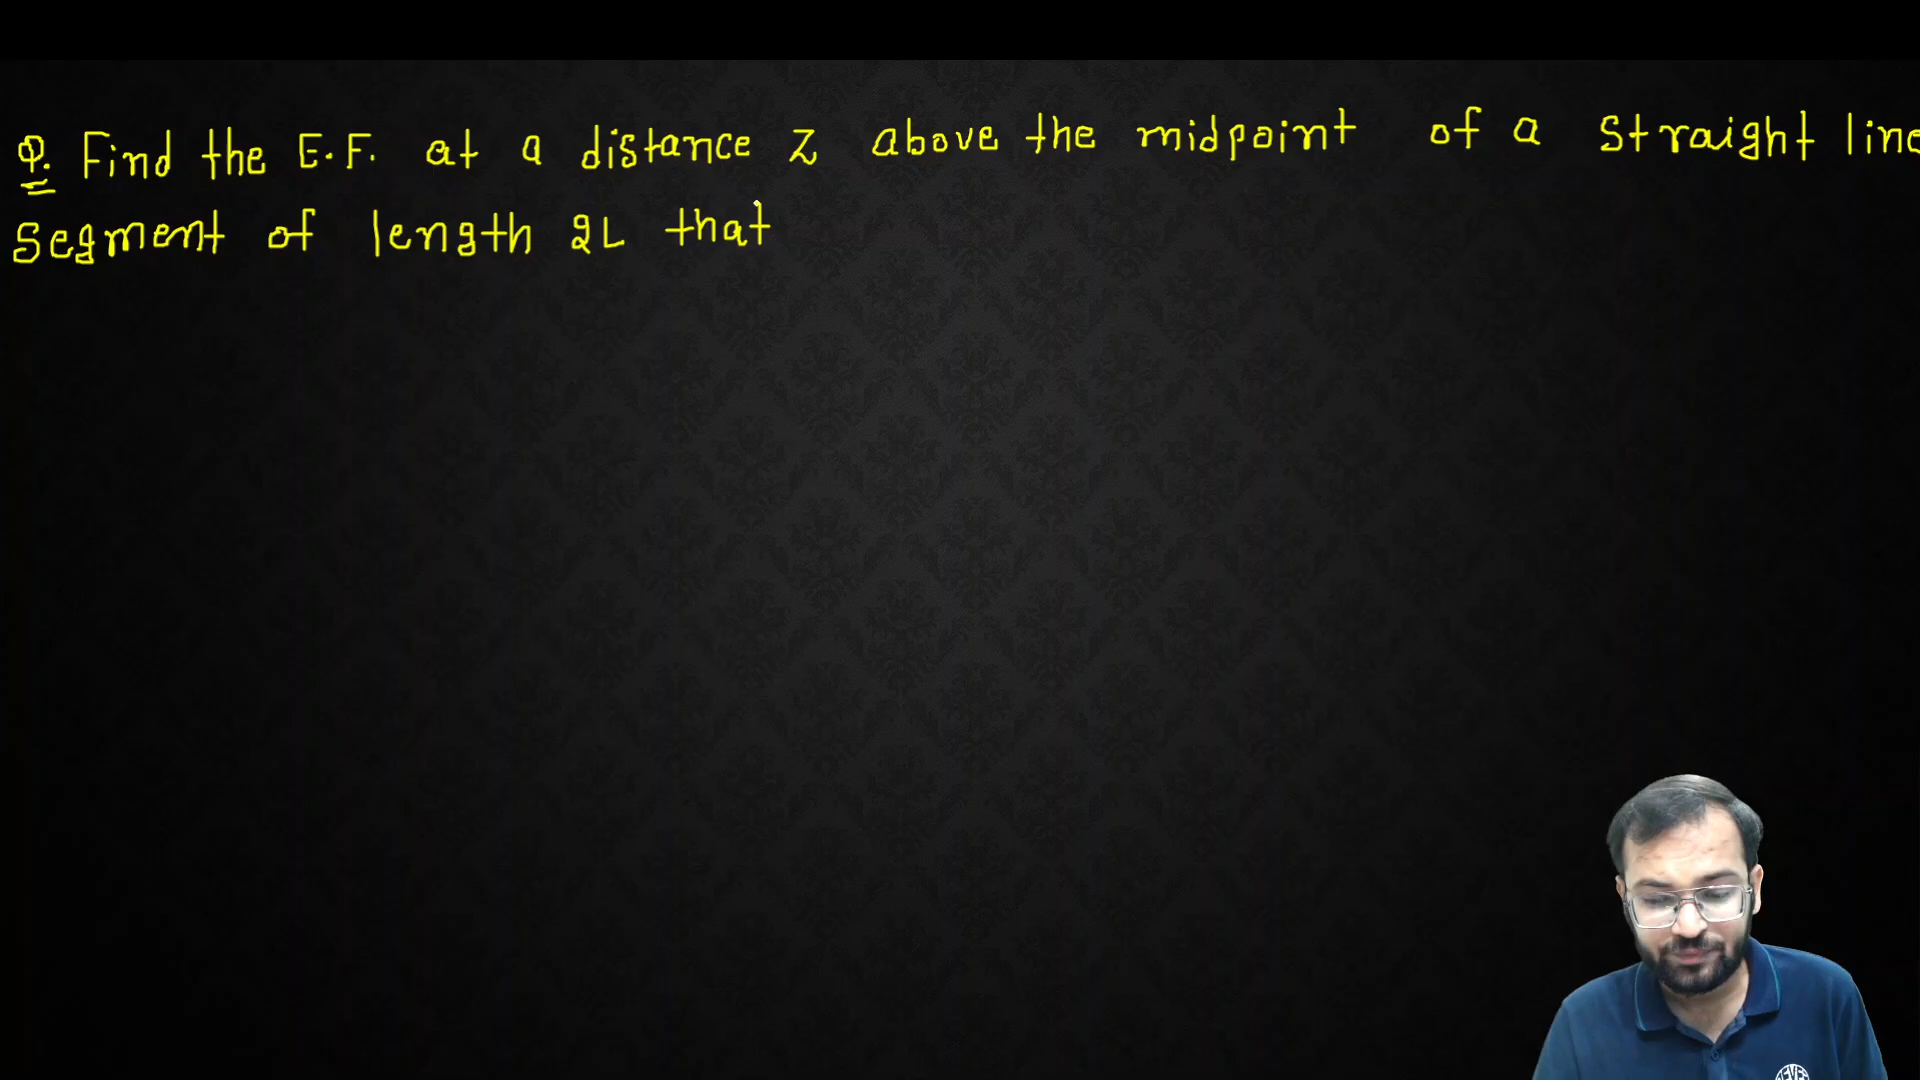 Q. Find the E.F. at a distance z above the midpoint of a straight line
segment of length 2L that